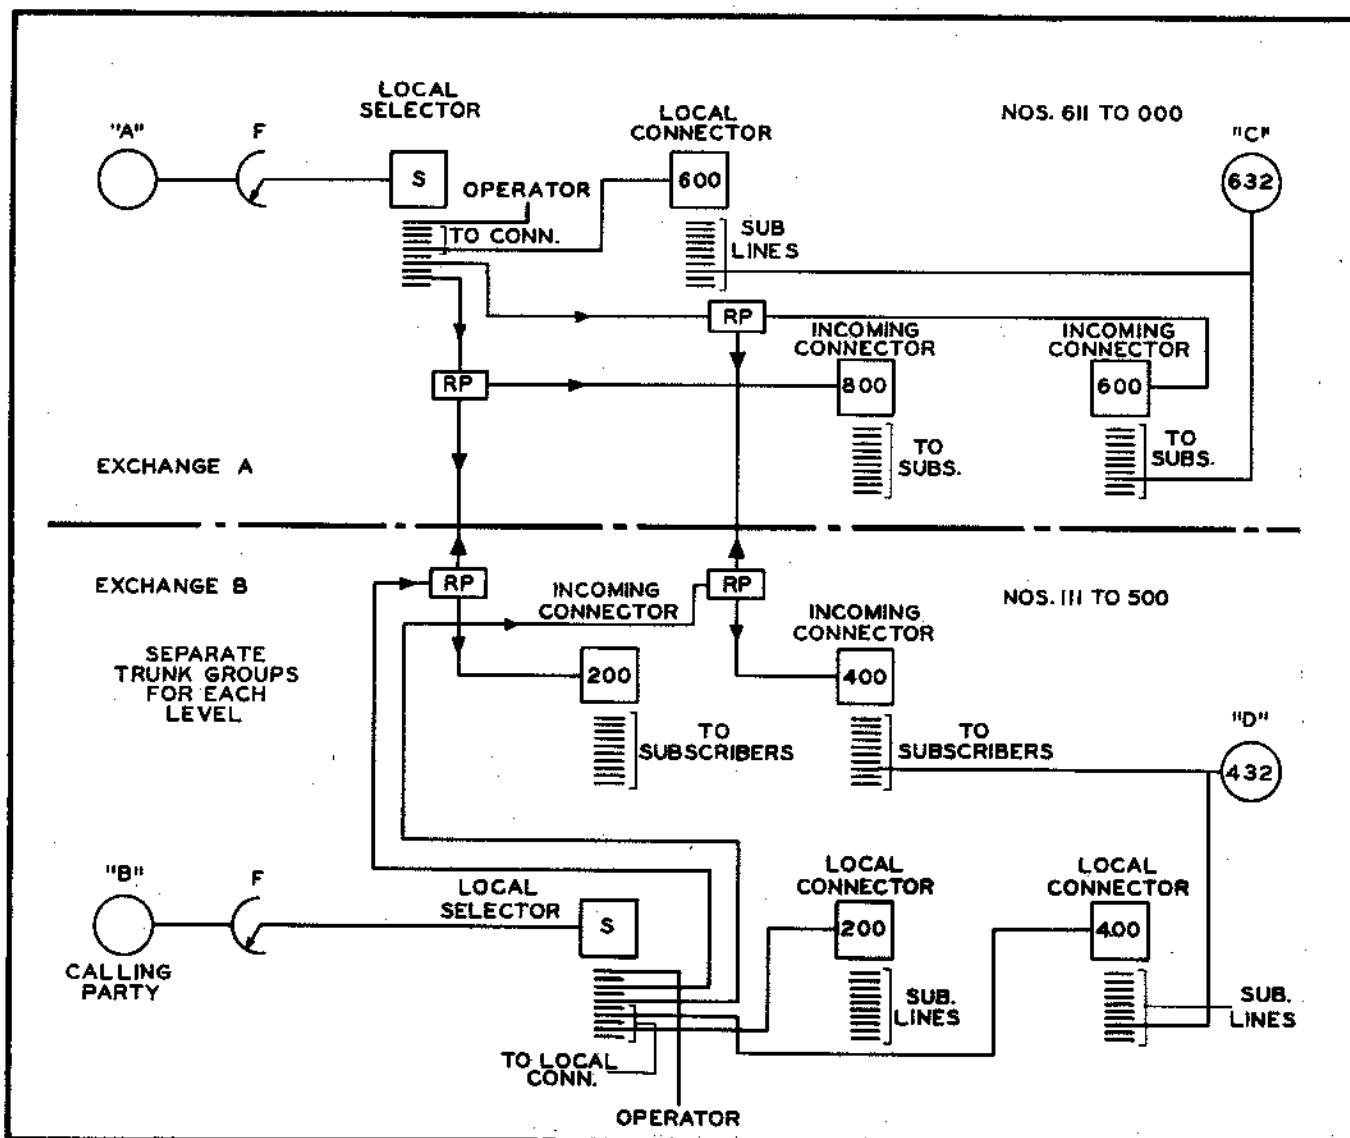 LOCAL
SELECTOR
LOCAL
CONNECTOR
NOS. 611 TO 000
"A"
F
"C"
S
OPERATOR
600
632
TO CONN.
SUB
LINES
RP
INCOMING
CONNECTOR
INCOMING
CONNECTOR
RP
800
600
TO
SUBS.
TO
SUBS.
EXCHANGE A
EXCHANGE B
RP
INCOMING
CONNECTOR
RP
INCOMING
CONNECTOR
NOS. 111 TO 500
SEPARATE
TRUNK GROUPS
FOR EACH
LEVEL
200
400
TO
SUBSCRIBERS
TO
SUBSCRIBERS
"D"
432
"B"
F
LOCAL
SELECTOR
LOCAL
CONNECTOR
LOCAL
CONNECTOR
S
200
400
CALLING
PARTY
SUB.
LINES
SUB.
LINES
TO LOCAL
CONN.
OPERATOR